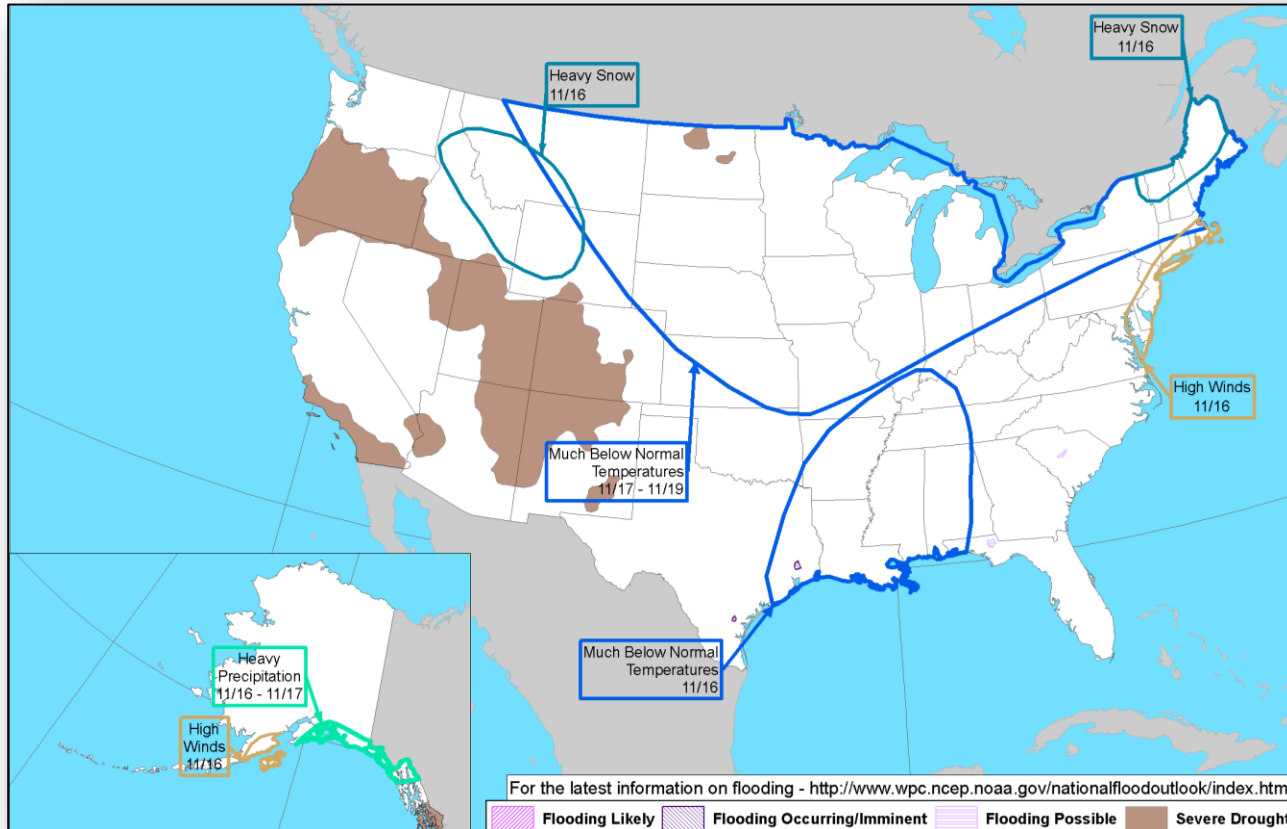 Heavy Snow
11/16
Heavy Snow
11/16
High Winds
11/16
Much Below Normal
Temperatures
11/17 - 11/19
Much Below Normal
Temperatures
11/16
Heavy
Precipitation
11/16 - 11/17
High
Winds
11/16
For the latest information on flooding - http://www.wpc.ncep.noaa.gov/nationalfloodoutlook/index.htm
Flooding Likely Flooding Occurring/Imminent Flooding Possible Severe Drought